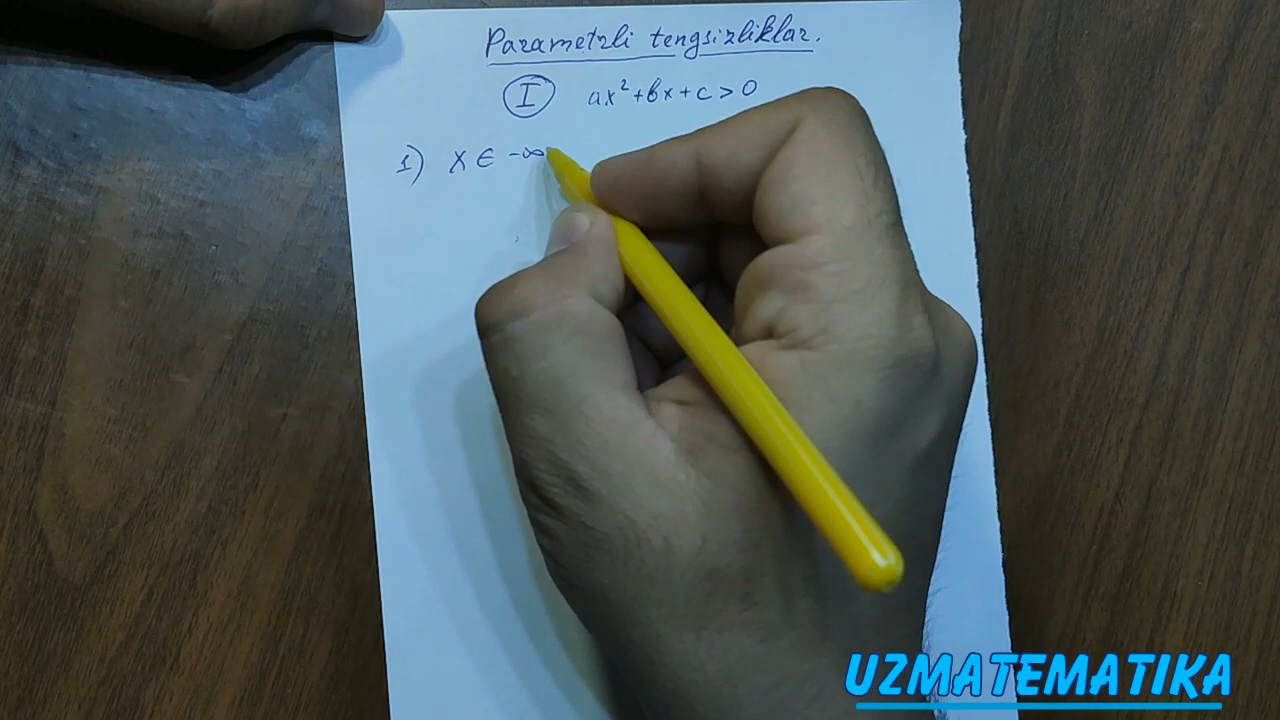 Parametrli tengsizliklar.
I ax²+bx+c>0
1) x ∈ -∞
UZMATEMATIKA